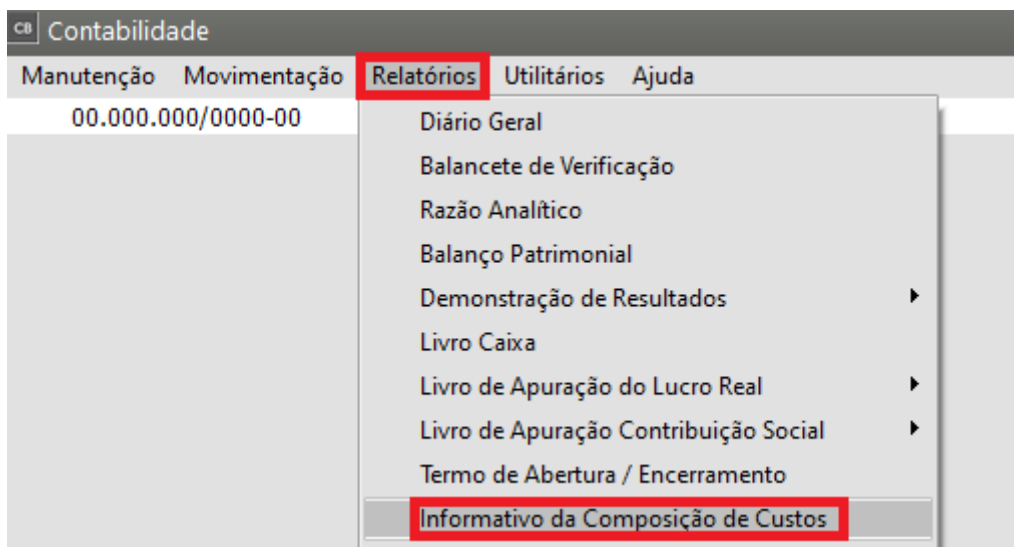 CB Contabilidade
Manutenção Movimentação Relatórios Utilitários Ajuda
00.000.000/0000-00
Diário Geral
Balancete de Verificação
Razão Analítico
Balanço Patrimonial
Demonstração de Resultados
Livro Caixa
Livro de Apuração do Lucro Real
Livro de Apuração Contribuição Social
Termo de Abertura / Encerramento
Informativo da Composição de Custos